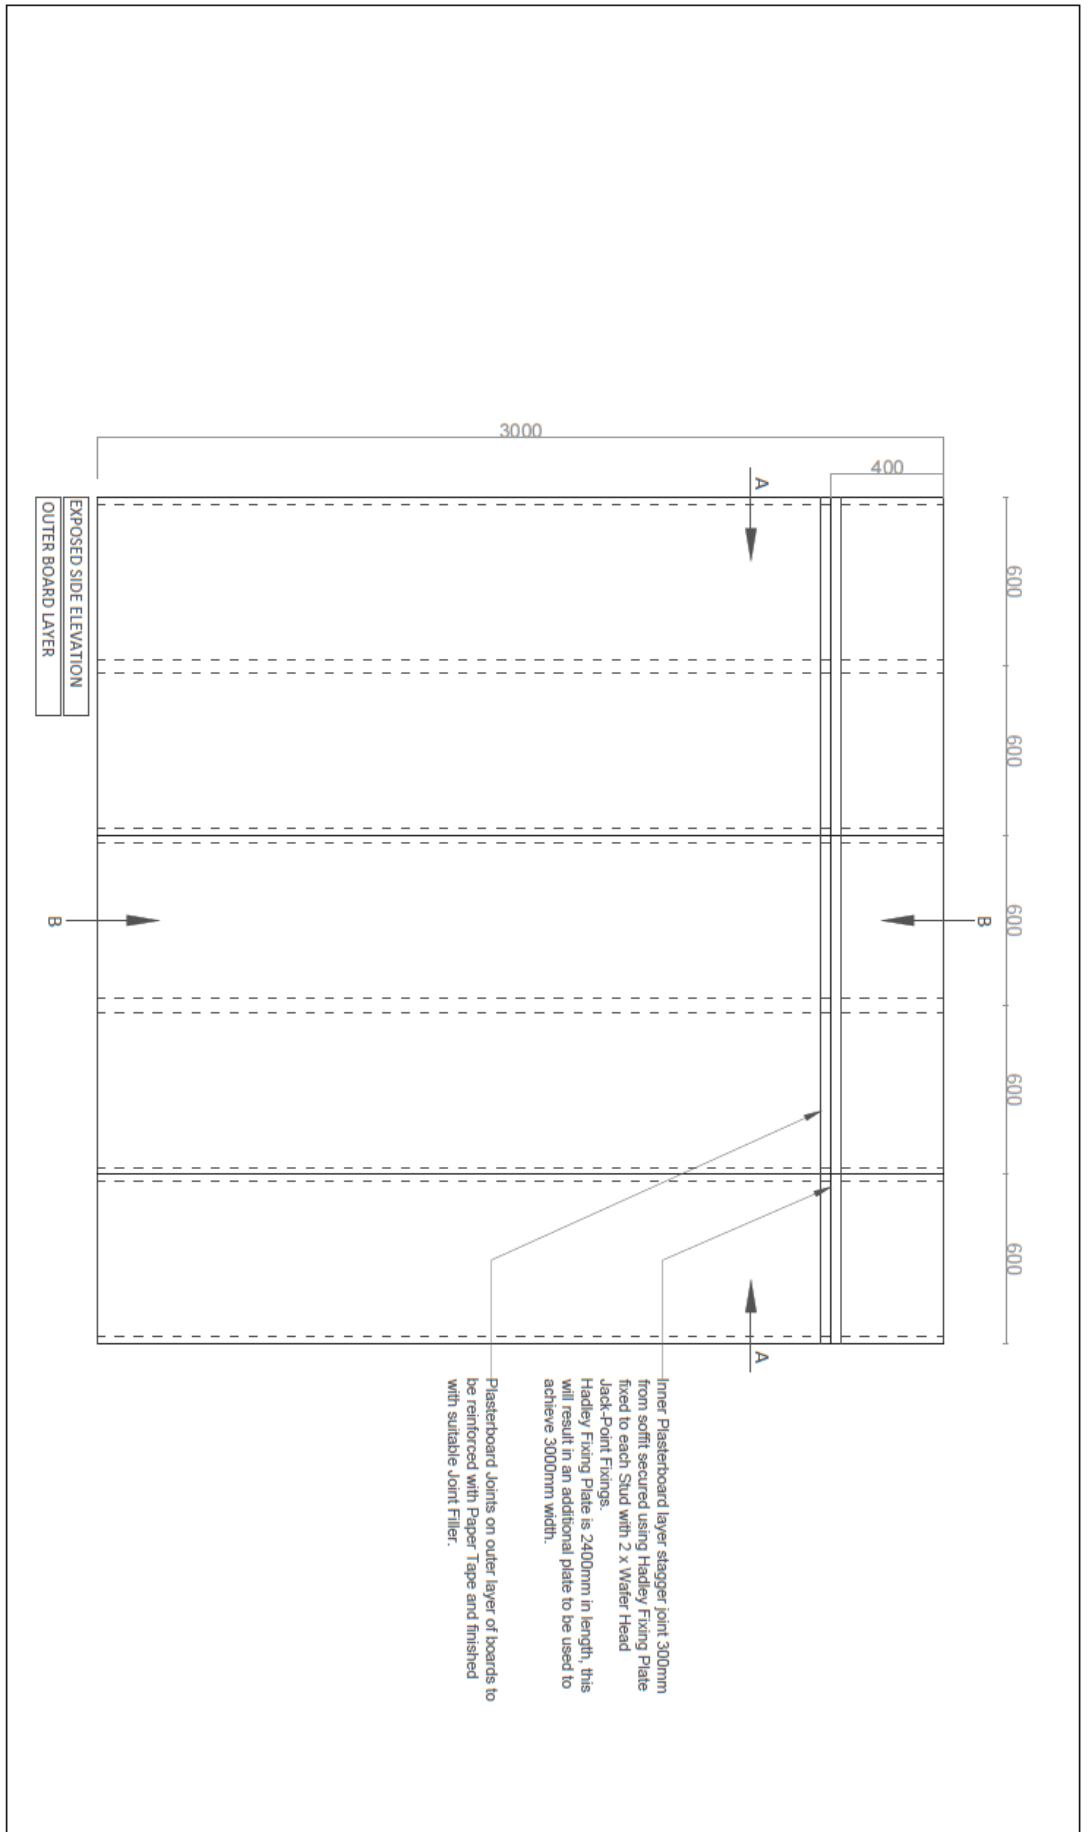 600
600
600
600
600
3000
400
B
A
A
Inner Plasterboard layer stagger joint 300mm
from soffit secured using Hadley Fixing Plate
fixed to each Stud with 2 x Wafer Head
Jack-Point Fixings.
Hadley Fixing Plate is 2400mm in length, this
will result in an additional plate to be used to
achieve 3000mm width.
Plasterboard Joints on outer layer of boards to
be reinforced with Paper Tape and finished
with suitable Joint Filler.
B
EXPOSED SIDE ELEVATION
OUTER BOARD LAYER